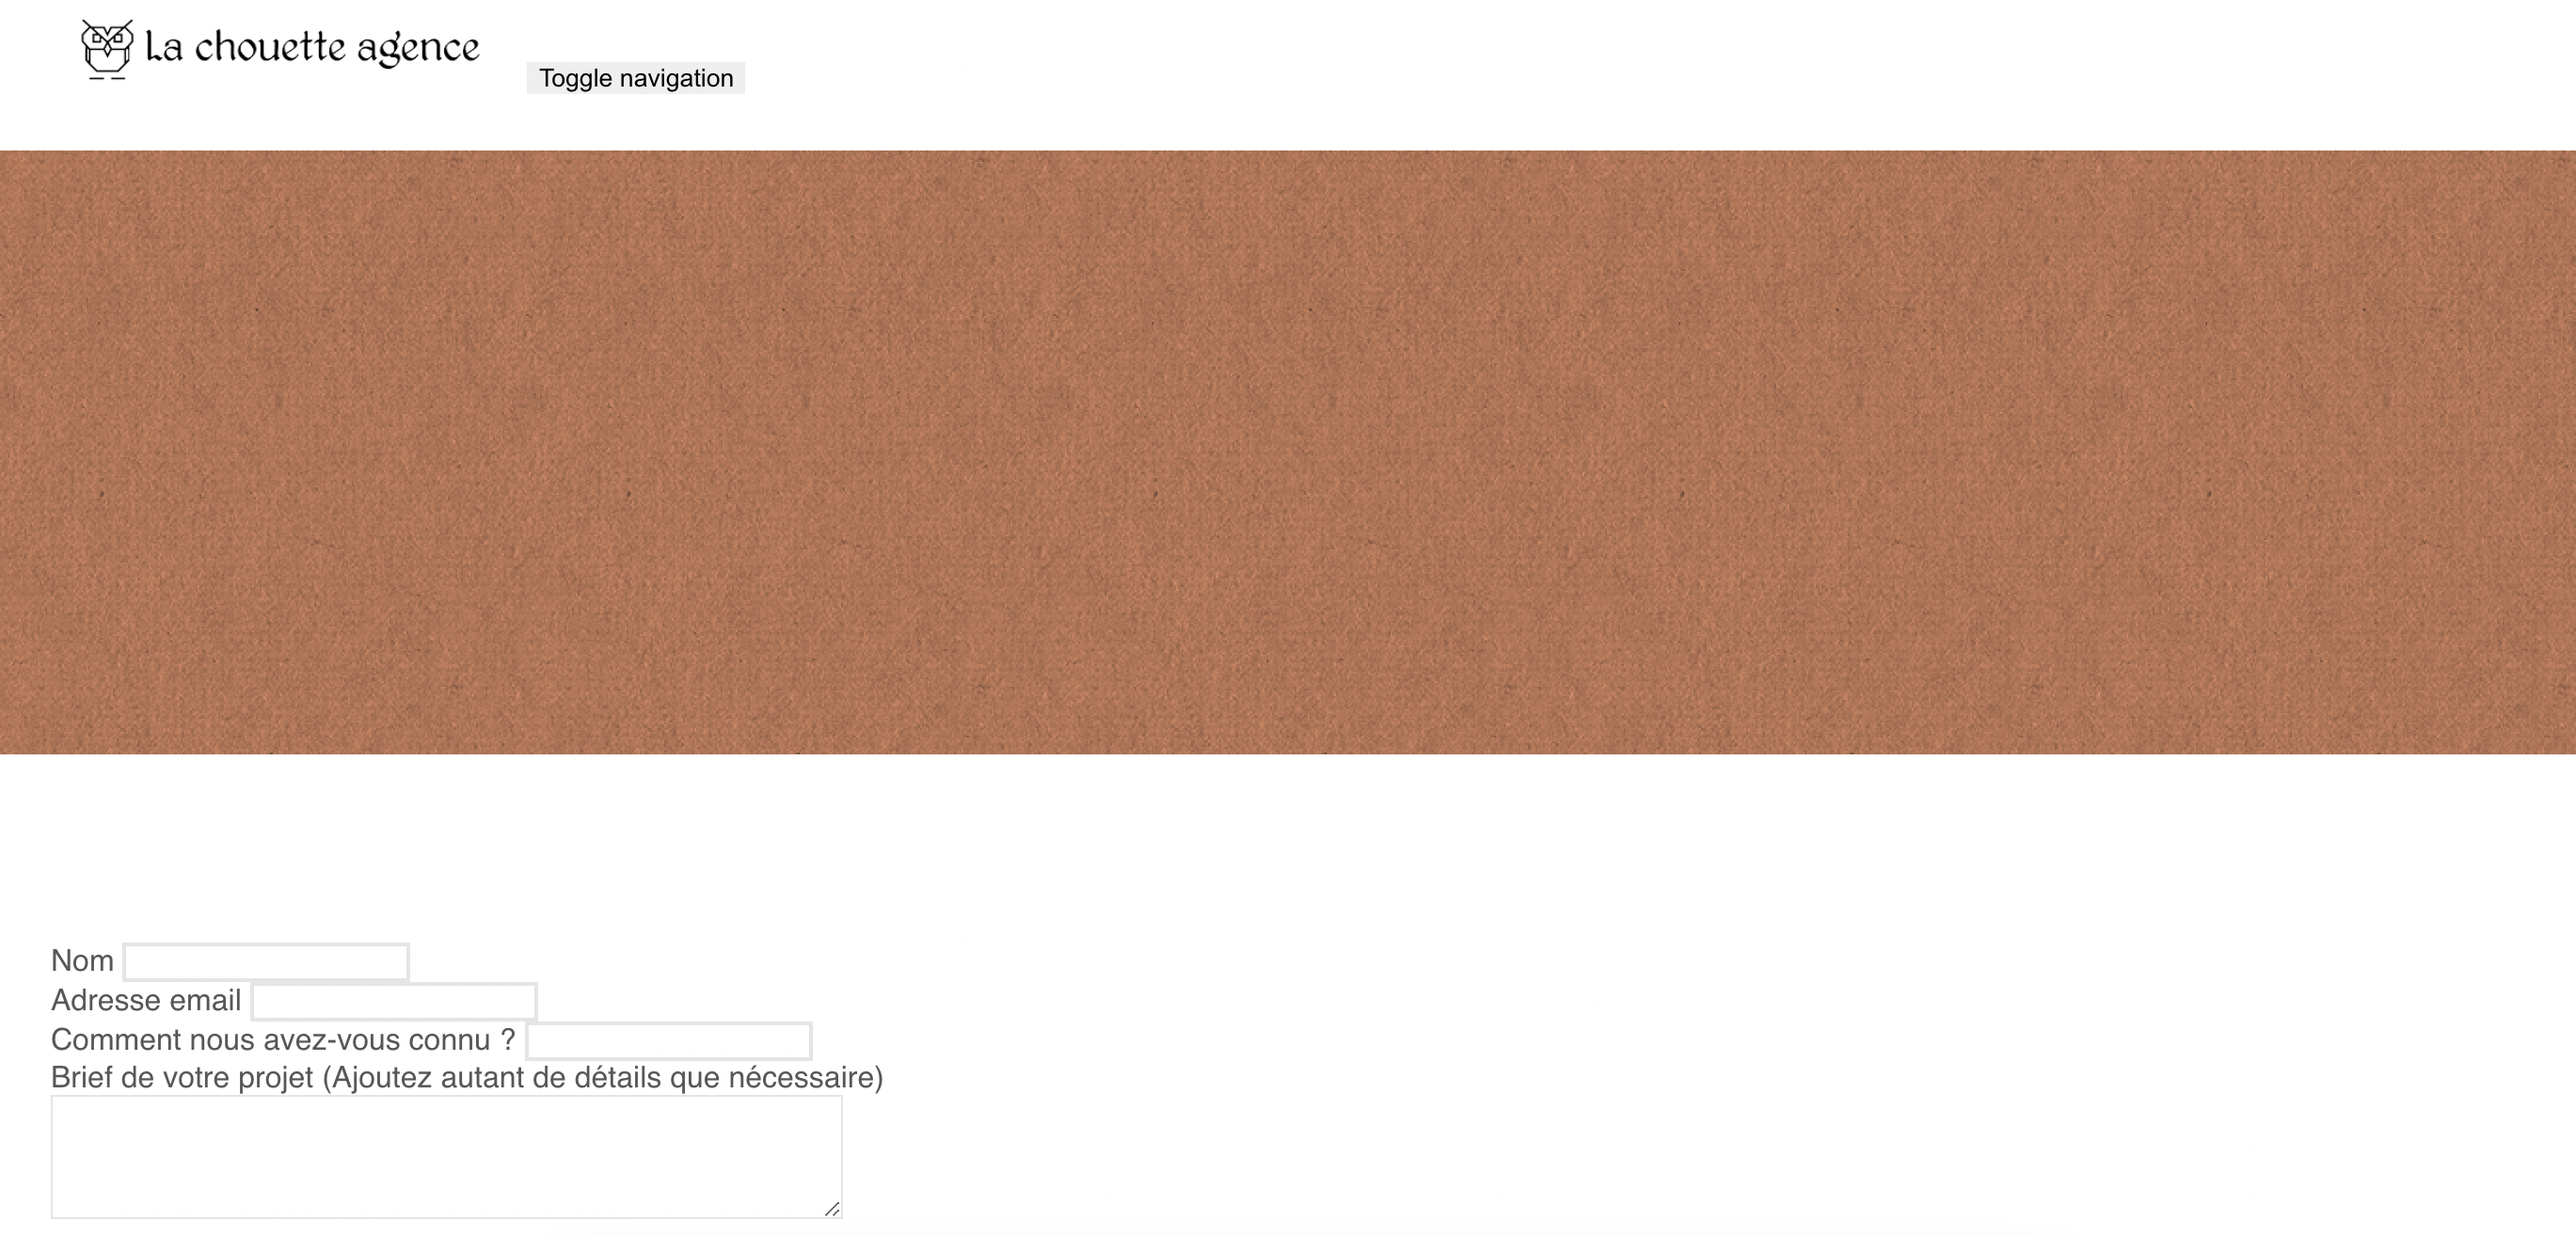 La chouette agence
Toggle navigation
Nom
Adresse email
Comment nous avez-vous connu ?
Brief de votre projet (Ajoutez autant de détails que nécessaire)